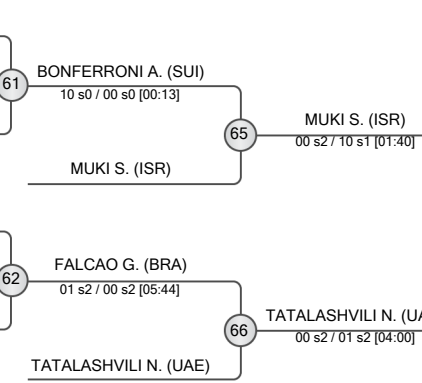 61
BONFERRONI A. (SUI)
10 s0 / 00 s0 [00:13]
65
MUKI S. (ISR)
00 s2 / 10 s1 [01:40]
MUKI S. (ISR)
62
FALCAO G. (BRA)
01 s2 / 00 s2 [05:44]
66
TATALASHVILI N. (UA
00 s2 / 01 s2 [04:00]
TATALASHVILI N. (UAE)